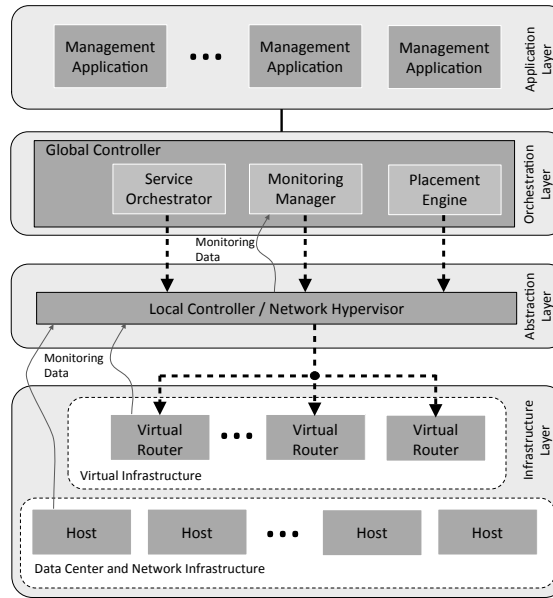 Management
Application
Management
Application
Management
Application
Application
Layer
Global Controller
Service
Orchestrator
Monitoring
Manager
Placement
Engine
Orchestration
Layer
Monitoring
Data
Local Controller / Network Hypervisor
Abstraction
Layer
Monitoring
Data
Virtual
Router
Virtual
Router
Virtual
Router
Virtual Infrastructure
Infrastructure
Layer
Host
Host
Host
Host
Data Center and Network Infrastructure